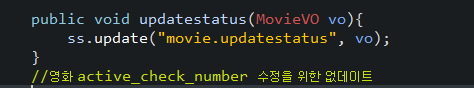 public void updatestatus(MovieVO vo){
ss.update("movie.updatestatus", vo);
}
//영화 active_check_number 수정을 위한 없데이트